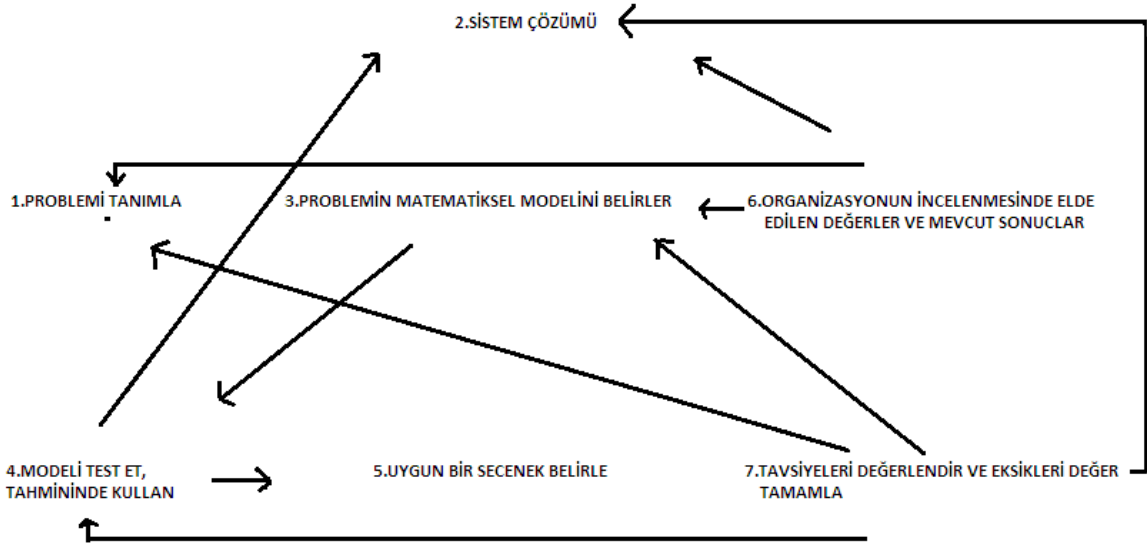 2.SİSTEM ÇÖZÜMÜ
1.PROBLEMİ TANIMLA
3.PROBLEMİN MATEMATİKSEL MODELİNİ BELİRLER
6.ORGANİZASYONUN İNCELENMESİNDE ELDE
EDİLEN DEĞERLER VE MEVCUT SONUCLAR
4.MODELİ TEST ET,
TAHMİNİNDE KULLAN
5.UYGUN BİR SECENEK BELİRLE
7.TAVSİYELERİ DEĞERLENDİR VE EKSİKLERİ DEĞER
TAMAMLA